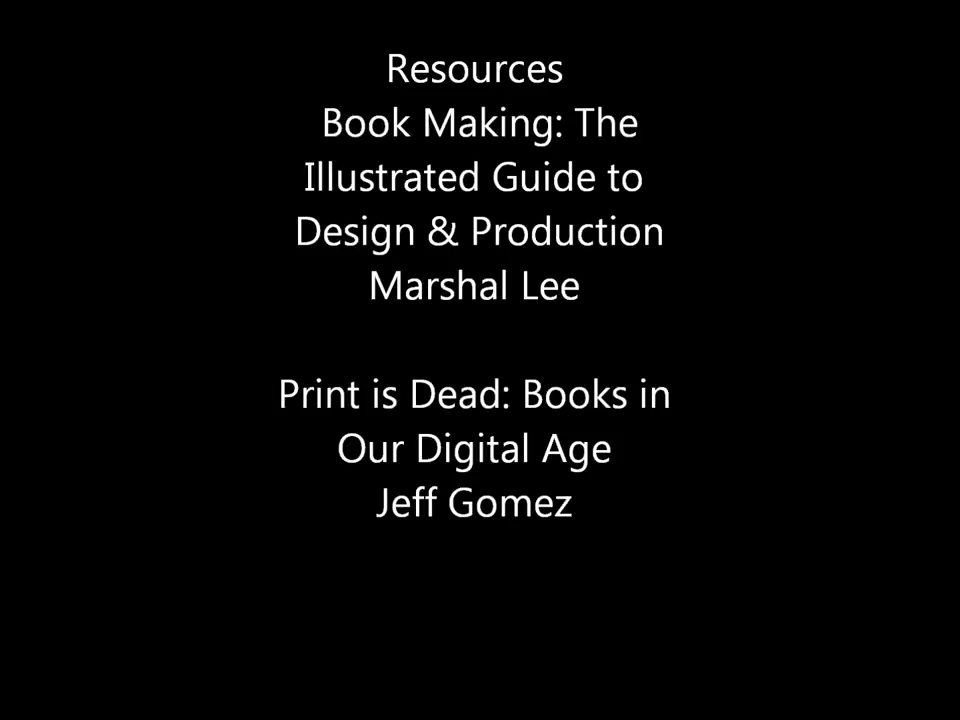 Resources
Book Making: The
Illustrated Guide to
Design & Production
Marshal Lee
Print is Dead: Books in
Our Digital Age
Jeff Gomez